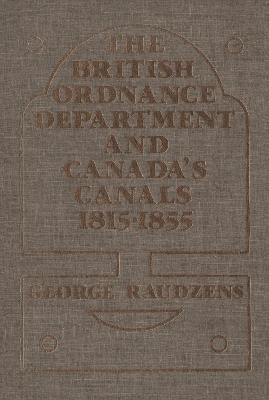 THE
BRITISH
ORDNANCE
DEPARTMENT
AND
CANADA'S
CANALS
1815-1855
GEORGE RAUDZENS